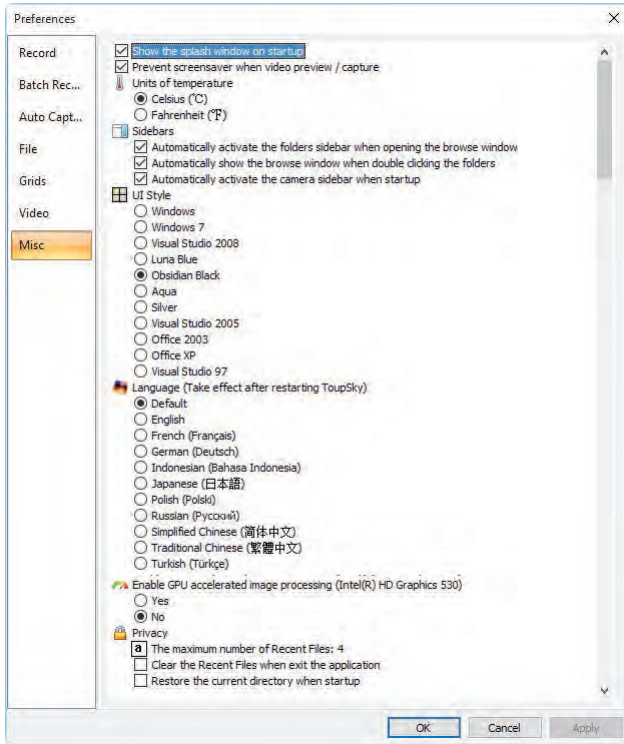 Preferences
Record
Batch Rec...
Auto Capt...
File
Grids
Video
Misc
Show the splash window on startup
Prevent screensaver when video preview / capture
Units of temperature
Celsius (℃)
Fahrenheit (℉)
Sidebars
Automatically activate the folders sidebar when opening the browse window
Automatically show the browse window when double clicking the folders
Automatically activate the camera sidebar when startup
UI Style
Windows
Windows 7
Visual Studio 2008
Luna Blue
Obsidian Black
Aqua
Silver
Visual Studio 2005
Office 2003
Office XP
Visual Studio 97
Language (Take effect after restarting ToupSky)
Default
English
French (Français)
German (Deutsch)
Indonesian (Bahasa Indonesia)
Japanese (日本語)
Polish (Polski)
Russian (Русский)
Simplified Chinese (简体中文)
Traditional Chinese (繁體中文)
Turkish (Türkçe)
Enable GPU accelerated image processing (Intel(R) HD Graphics 530)
Yes
No
Privacy
a The maximum number of Recent Files: 4
Clear the Recent Files when exit the application
Restore the current directory when startup
OK Cancel Apply